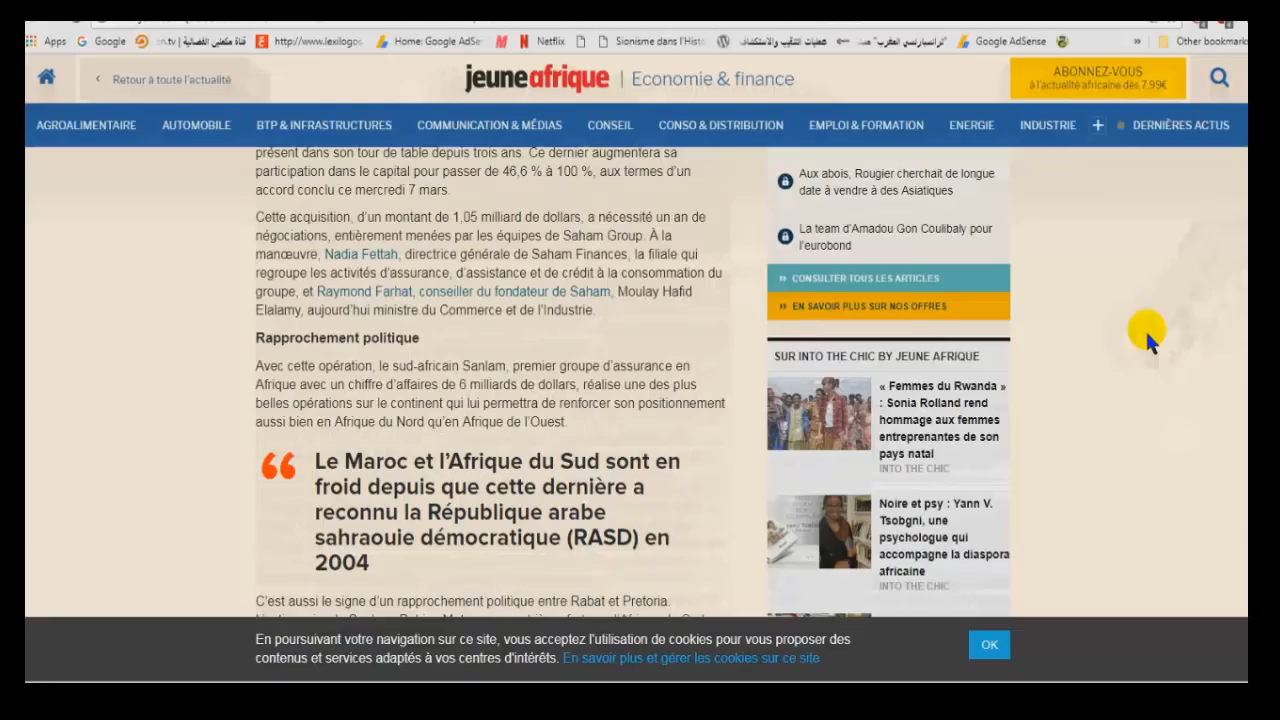 Apps
Google
قناة مكملين الفضائية | en.tv
http://www.lexilogos
Home: Google AdSe
Netflix
Sionisme dans l'Histo
عمليات التنقيب والاستكشاف
Google AdSense
»
Other bookmark
‹ Retour à toute l'actualité
jeuneafrique | Economie & finance
ABONNEZ-VOUS
à l'actualité africaine dès 7,99€
AGROALIMENTAIRE
AUTOMOBILE
BTP & INFRASTRUCTURES
COMMUNICATION & MÉDIAS
CONSEIL
CONSO & DISTRIBUTION
EMPLOI & FORMATION
ENERGIE
INDUSTRIE
+
DERNIÈRES ACTUS
présent dans son tour de table depuis trois ans. Ce dernier augmentera sa
participation dans le capital pour passer de 46,6 % à 100 %, aux termes d'un
accord conclu ce mercredi 7 mars.
Cette acquisition, d'un montant de 1,05 milliard de dollars, a nécessité un an de
négociations, entièrement menées par les équipes de Saham Group. À la
manœuvre, Nadia Fettah, directrice générale de Saham Finances, la filiale qui
regroupe les activités d'assurance, d'assistance et de crédit à la consommation du
groupe, et Raymond Farhat, conseiller du fondateur de Saham, Moulay Hafid
Elalamy, aujourd'hui ministre du Commerce et de l'Industrie.
Rapprochement politique
Avec cette opération, le sud-africain Sanlam, premier groupe d'assurance en
Afrique avec un chiffre d'affaires de 6 milliards de dollars, réalise une des plus
belles opérations sur le continent qui lui permettra de renforcer son positionnement
aussi bien en Afrique du Nord qu'en Afrique de l'Ouest.
“ Le Maroc et l'Afrique du Sud sont en
froid depuis que cette dernière a
reconnu la République arabe
sahraouie démocratique (RASD) en
2004
C'est aussi le signe d'un rapprochement politique entre Rabat et Pretoria.
Aux abois, Rougier cherchait de longue
date à vendre à des Asiatiques
La team d'Amadou Gon Coulibaly pour
l'eurobond
» CONSULTER TOUS LES ARTICLES
» EN SAVOIR PLUS SUR NOS OFFRES
SUR INTO THE CHIC BY JEUNE AFRIQUE
« Femmes du Rwanda »
: Sonia Rolland rend
hommage aux femmes
entreprenantes de son
pays natal
INTO THE CHIC
Noire et psy : Yann V.
Tsobgni, une
psychologue qui
accompagne la diaspora
africaine
INTO THE CHIC
En poursuivant votre navigation sur ce site, vous acceptez l'utilisation de cookies pour vous proposer des
contenus et services adaptés à vos centres d'intérêts. En savoir plus et gérer les cookies sur ce site
OK